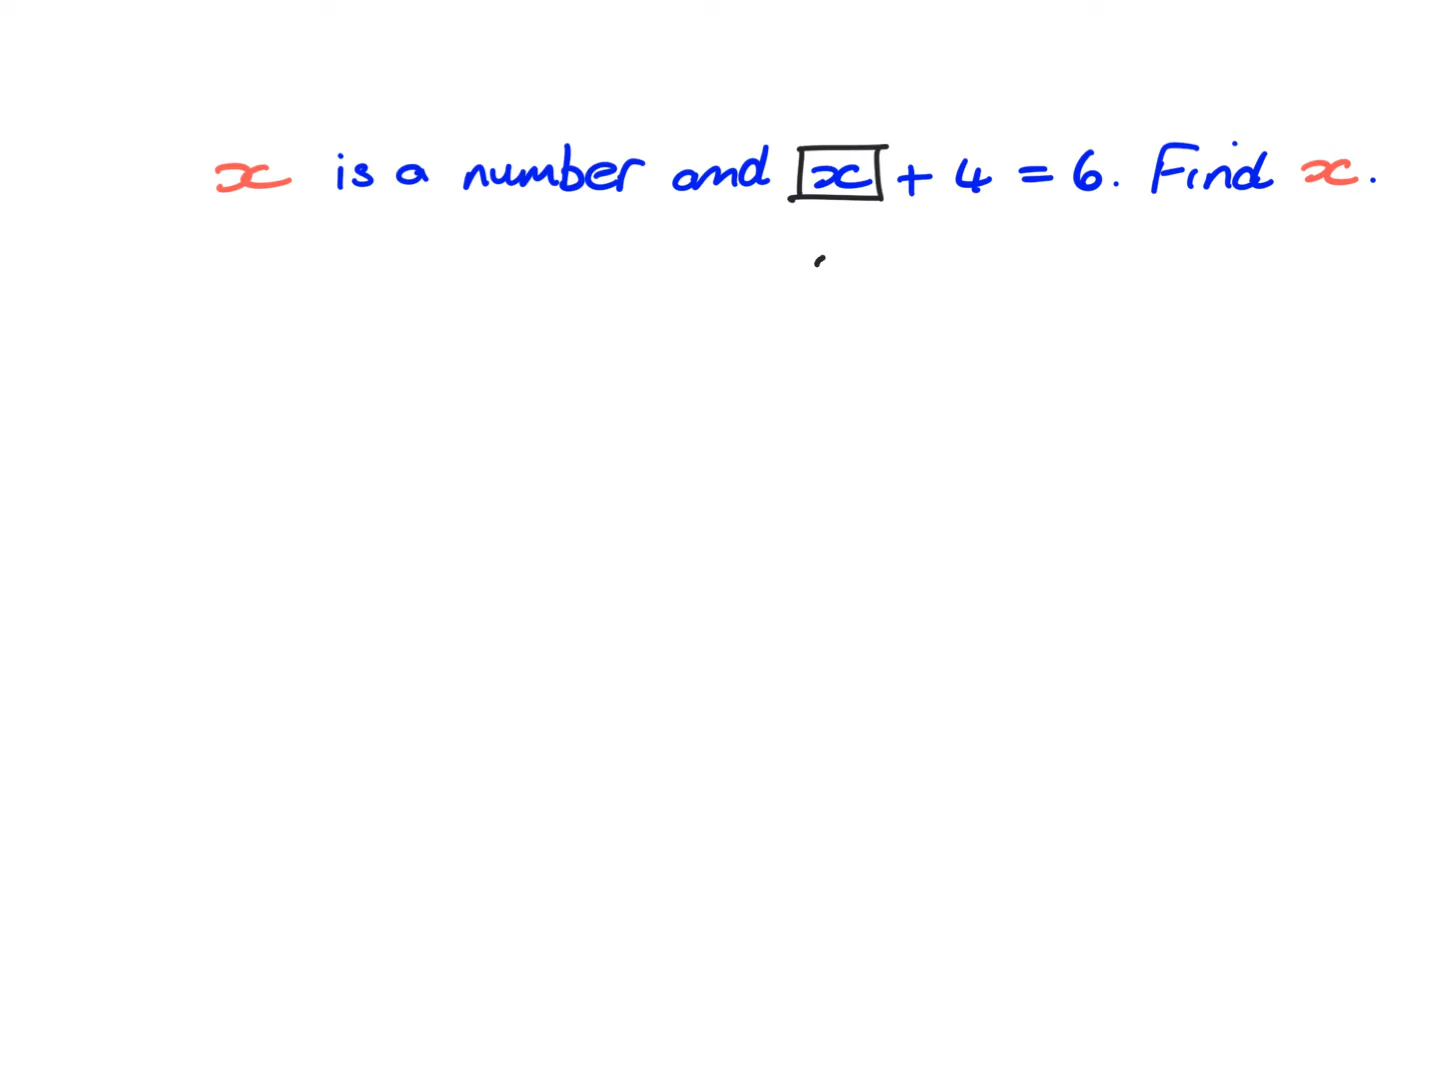 x is a number and x + 4 = 6. Find x.